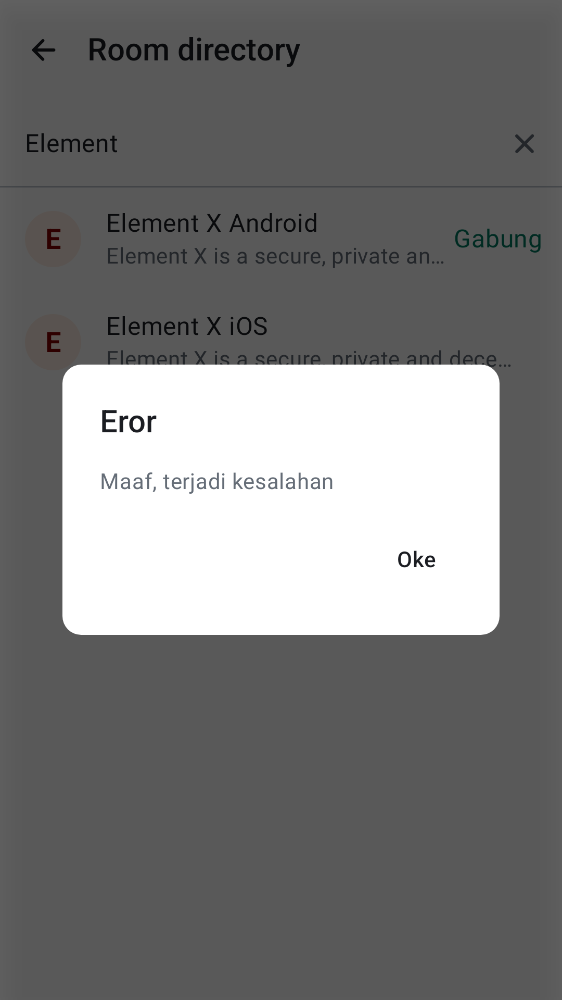 Room directory
Element
E
Element X Android
Element X is a secure, private an…
Gabung
E
Element X iOS
Element X is a secure, private and dece…
Eror
Maaf, terjadi kesalahan
Oke